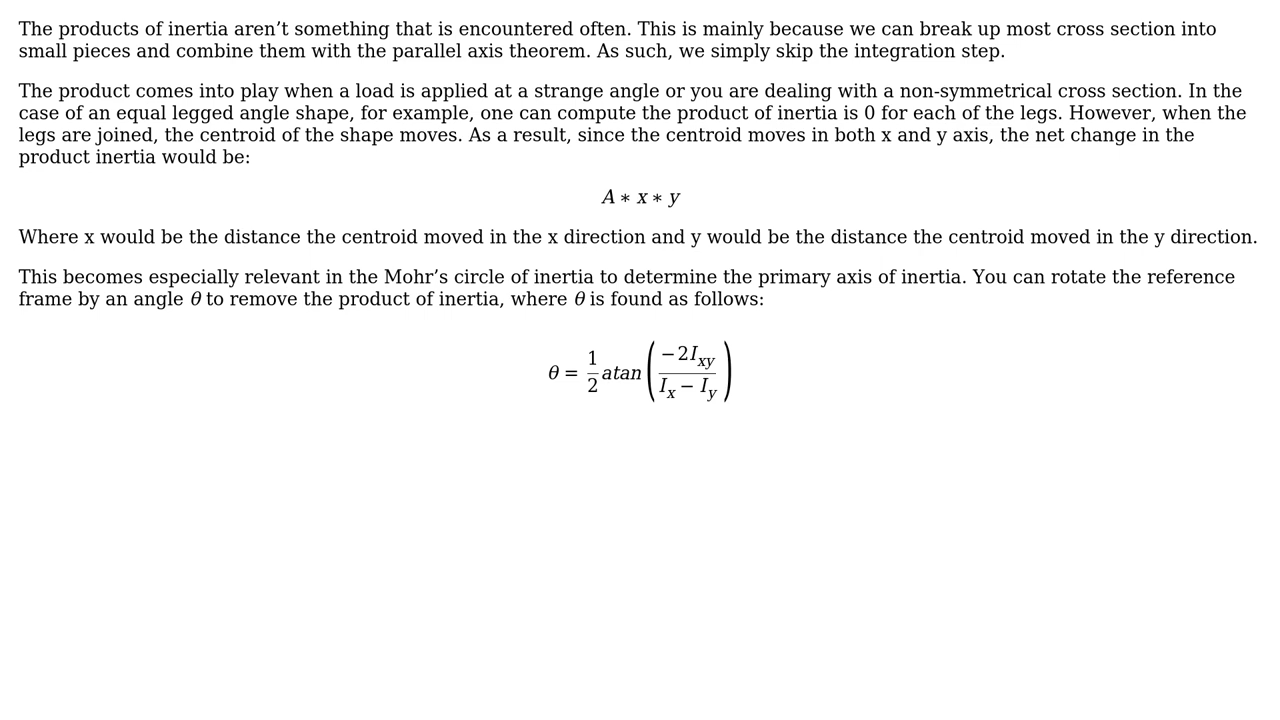 The products of inertia aren’t something that is encountered often. This is mainly because we can break up most cross section into
small pieces and combine them with the parallel axis theorem. As such, we simply skip the integration step.
The product comes into play when a load is applied at a strange angle or you are dealing with a non-symmetrical cross section. In the
case of an equal legged angle shape, for example, one can compute the product of inertia is 0 for each of the legs. However, when the
legs are joined, the centroid of the shape moves. As a result, since the centroid moves in both x and y axis, the net change in the
product inertia would be:
A ∗ x ∗ y
Where x would be the distance the centroid moved in the x direction and y would be the distance the centroid moved in the y direction.
This becomes especially relevant in the Mohr’s circle of inertia to determine the primary axis of inertia. You can rotate the reference
frame by an angle θ to remove the product of inertia, where θ is found as follows:
θ = 1/2 atan (−2I_xy / I_x − I_y)